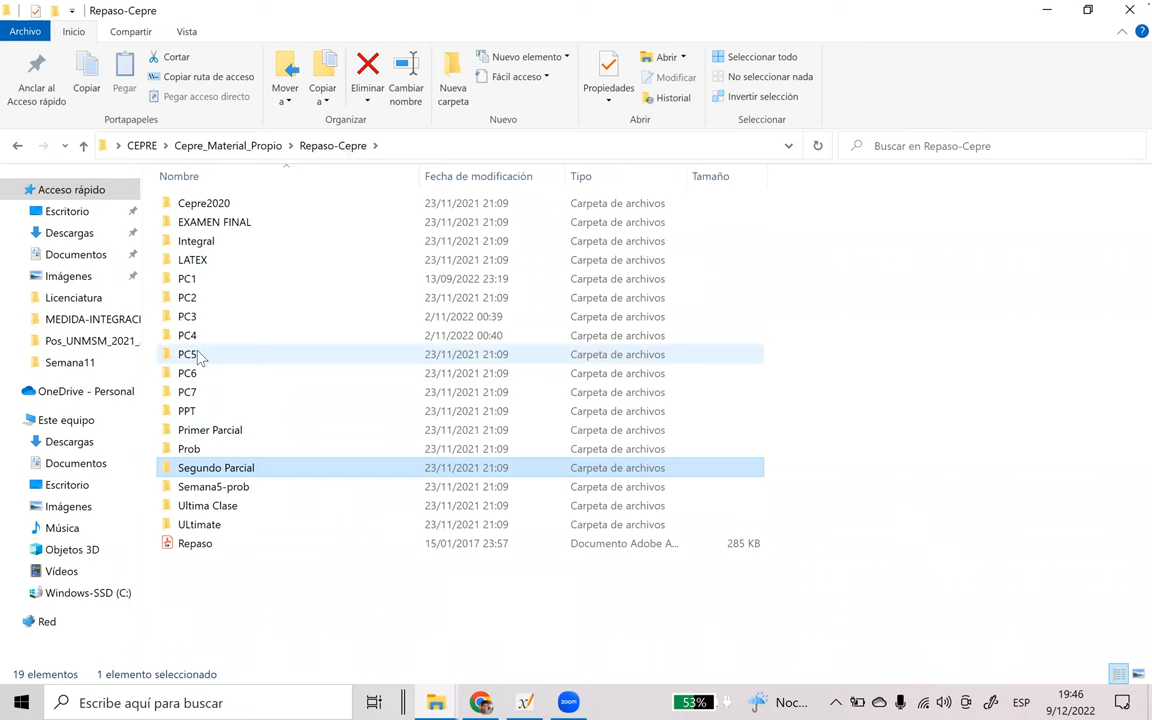 Repaso-Cepre
Archivo Inicio Compartir Vista
Anclar al Acceso rápido
Copiar
Pegar
Cortar
Copiar ruta de acceso
Pegar acceso directo
Portapapeles
Mover a
Copiar a
Eliminar
Cambiar nombre
Organizar
Nueva carpeta
Nuevo elemento
Fácil acceso
Nuevo
Propiedades
Abrir
Modificar
Historial
Abrir
Seleccionar todo
No seleccionar nada
Invertir selección
Seleccionar
CEPRE > Cepre_Material_Propio > Repaso-Cepre >
Buscar en Repaso-Cepre
Acceso rápido
Escritorio
Descargas
Documentos
Imágenes
Licenciatura
MEDIDA-INTEGRACI
Pos_UNMSM_2021_
Semana11
OneDrive - Personal
Este equipo
Descargas
Documentos
Escritorio
Imágenes
Música
Objetos 3D
Vídeos
Windows-SSD (C:)
Red
Nombre Fecha de modificación Tipo Tamaño
Cepre2020 23/11/2021 21:09 Carpeta de archivos
EXAMEN FINAL 23/11/2021 21:09 Carpeta de archivos
Integral 23/11/2021 21:09 Carpeta de archivos
LATEX 23/11/2021 21:09 Carpeta de archivos
PC1 13/09/2022 23:19 Carpeta de archivos
PC2 23/11/2021 21:09 Carpeta de archivos
PC3 2/11/2022 00:39 Carpeta de archivos
PC4 2/11/2022 00:40 Carpeta de archivos
PC5 23/11/2021 21:09 Carpeta de archivos
PC6 23/11/2021 21:09 Carpeta de archivos
PC7 23/11/2021 21:09 Carpeta de archivos
PPT 23/11/2021 21:09 Carpeta de archivos
Primer Parcial 23/11/2021 21:09 Carpeta de archivos
Prob 23/11/2021 21:09 Carpeta de archivos
Segundo Parcial 23/11/2021 21:09 Carpeta de archivos
Semana5-prob 23/11/2021 21:09 Carpeta de archivos
Ultima Clase 23/11/2021 21:09 Carpeta de archivos
ULtimate 23/11/2021 21:09 Carpeta de archivos
Repaso 15/01/2017 23:57 Documento Adobe A... 285 KB
19 elementos 1 elemento seleccionado
Escribe aquí para buscar
zoom
53%
Noc...
ESP
19:46
9/12/2022